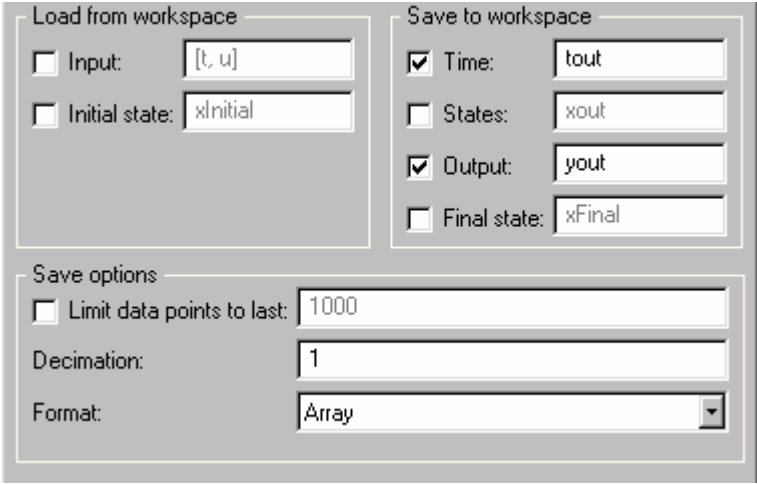 Load from workspace
Input: [t, u]
Initial state: xInitial
Save to workspace
Time: tout
States: xout
Output: yout
Final state: xFinal
Save options
Limit data points to last: 1000
Decimation: 1
Format: Array